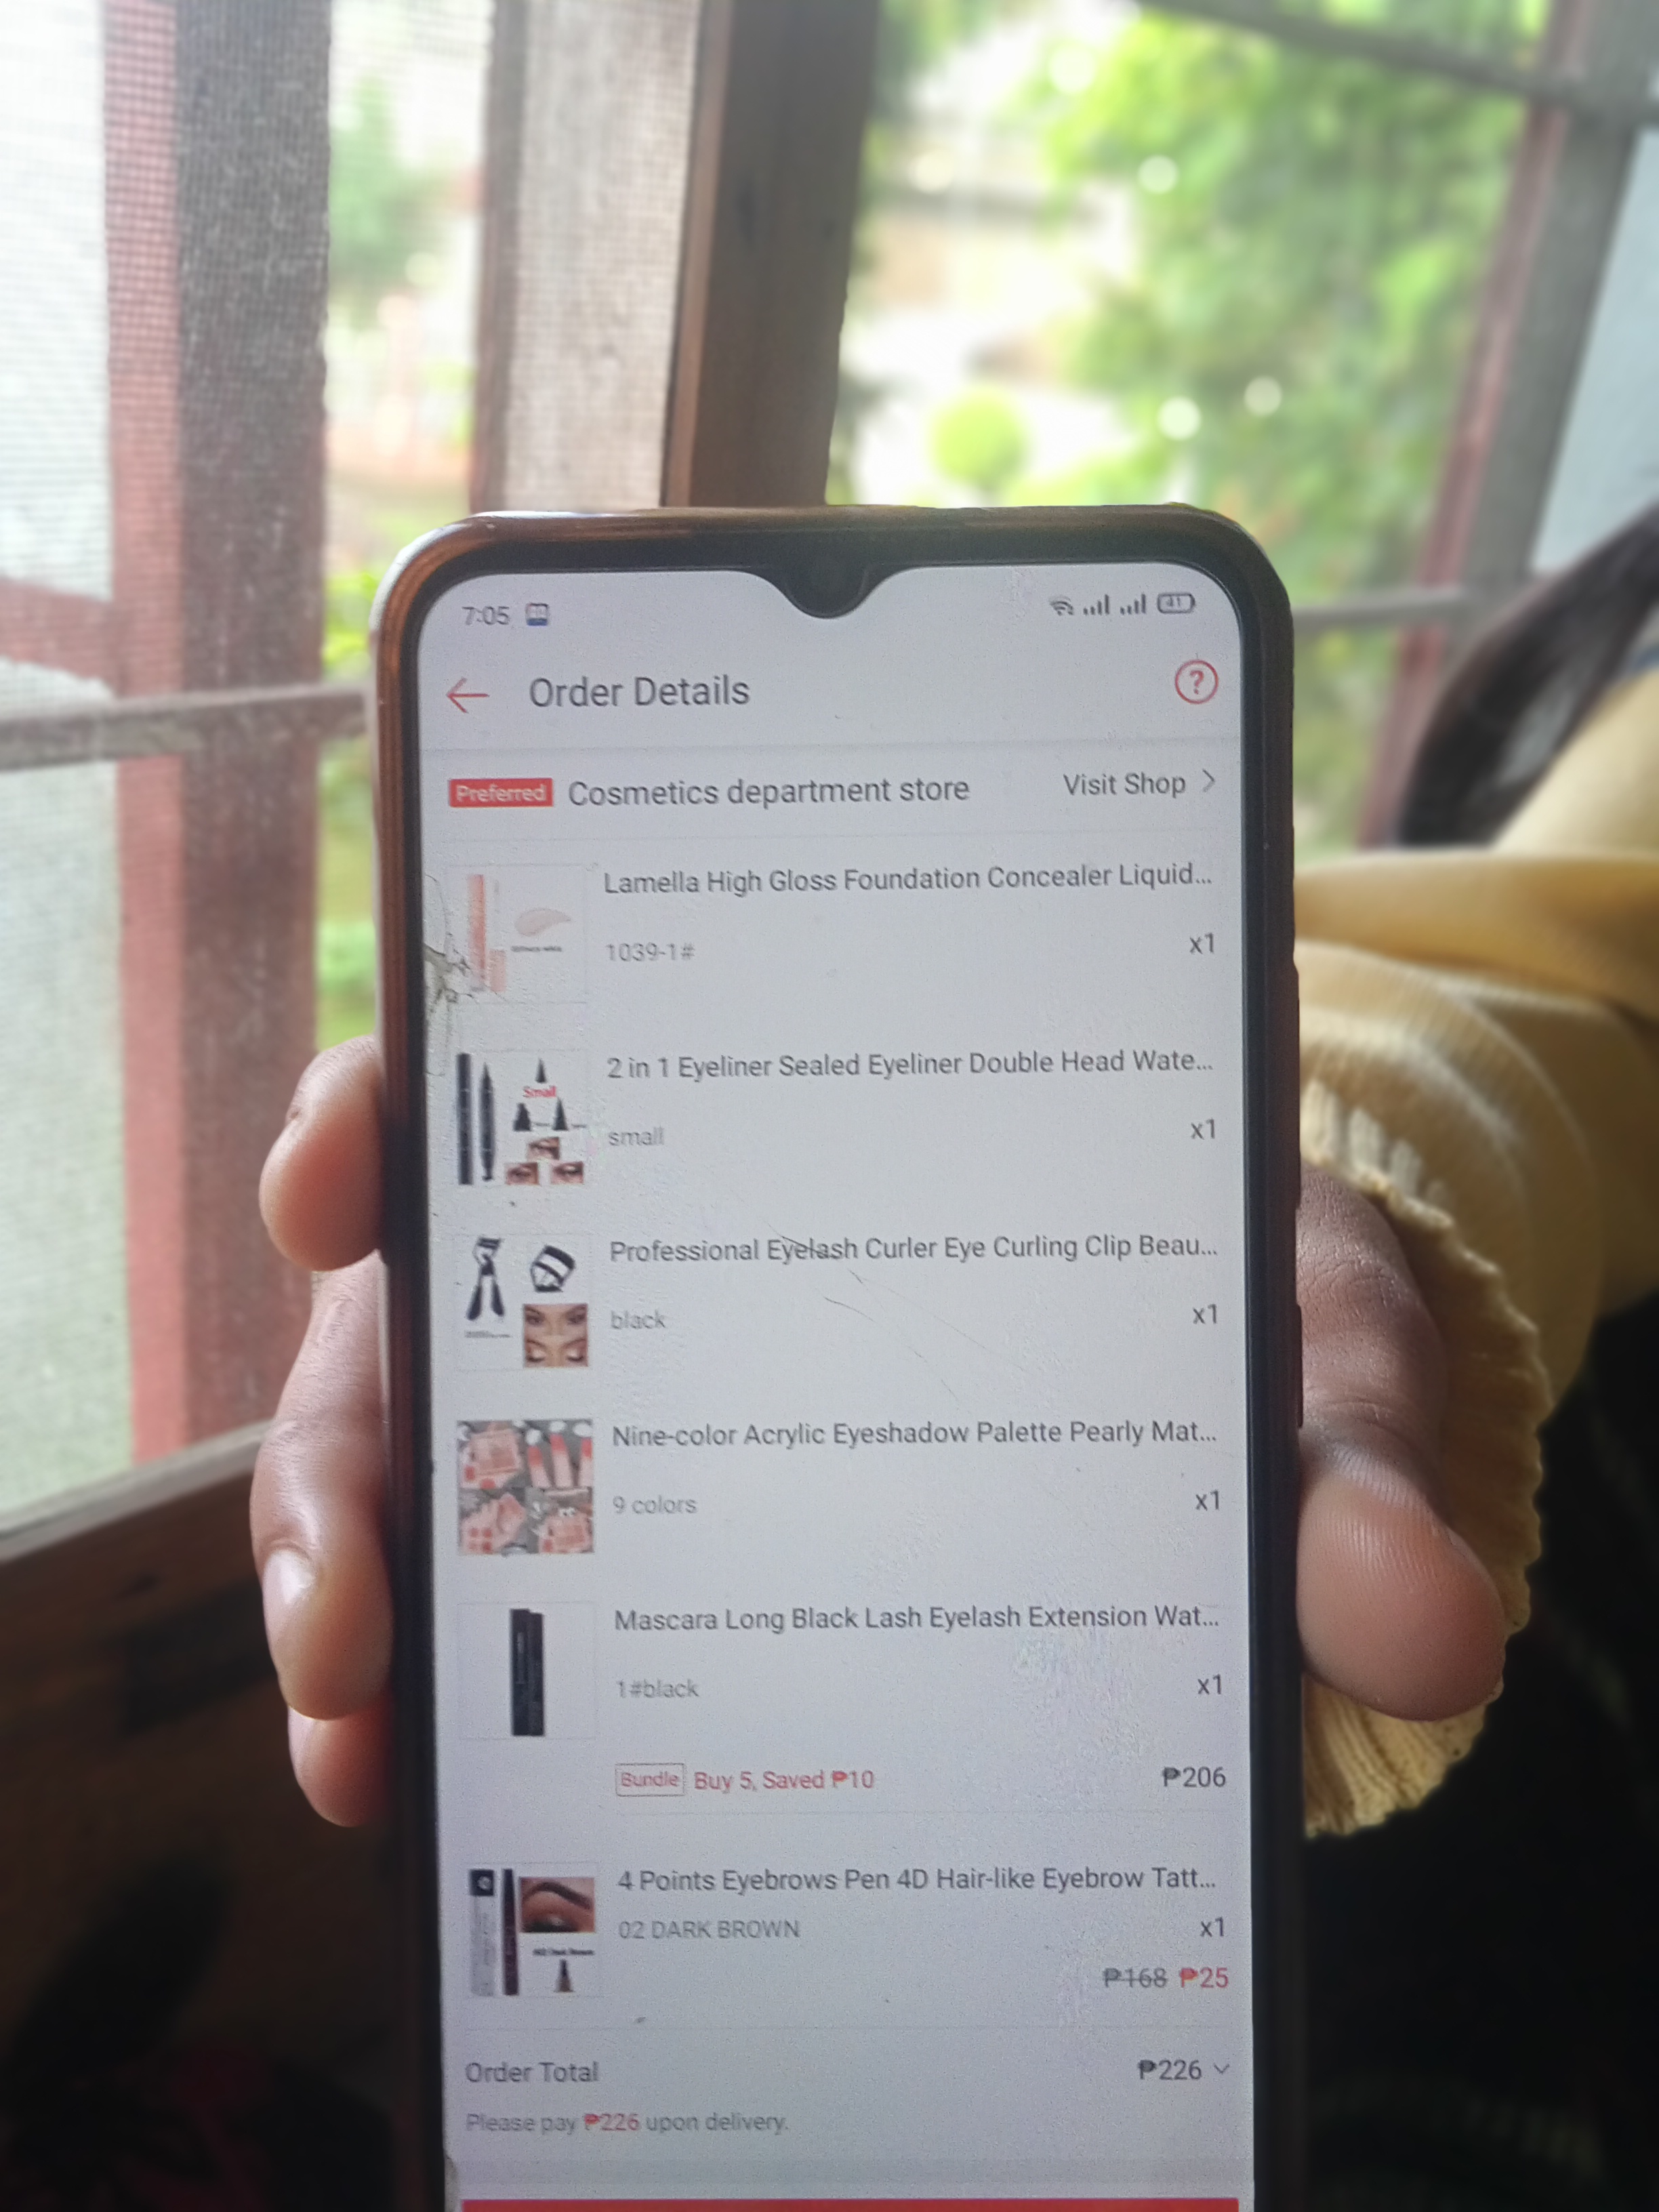 7:05
41
Order Details
?
Preferred Cosmetics department store Visit Shop >
Lamella High Gloss Foundation Concealer Liquid...
1039-1# x1
2 in 1 Eyeliner Sealed Eyeliner Double Head Wate...
Small
small x1
Professional Eyelash Curler Eye Curling Clip Beau...
black x1
Nine-color Acrylic Eyeshadow Palette Pearly Mat...
9 colors x1
Mascara Long Black Lash Eyelash Extension Wat...
1#black x1
Bundle Buy 5, Saved ₱10 ₱206
4 Points Eyebrows Pen 4D Hair-like Eyebrow Tatt...
02 DARK BROWN x1
₱168 ₱25
Order Total ₱226
Please pay ₱226 upon delivery.